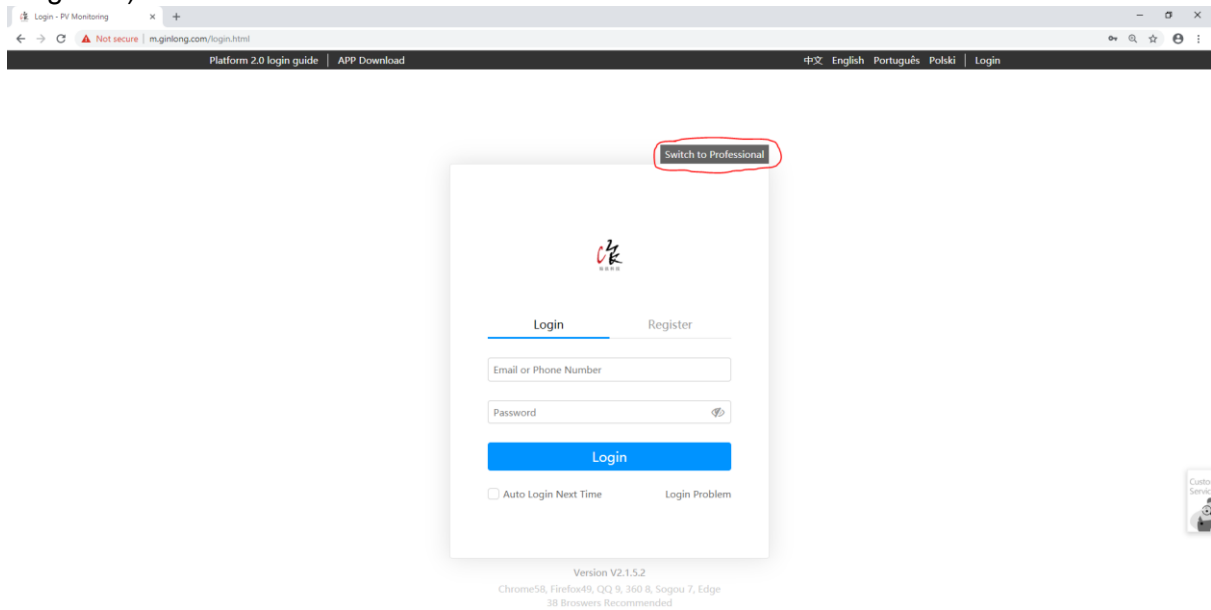 Login - PV Monitoring
Not secure | m.ginlong.com/login.html
Platform 2.0 login guide | APP Download 中文 English Português Polski | Login
Switch to Professional
Login Register
Email or Phone Number
Password
Login
Auto Login Next Time Login Problem
Version V2.1.5.2
Chrome58, Firefox49, QQ 9, 360 8, Sogou 7, Edge
38 Broswers Recommended